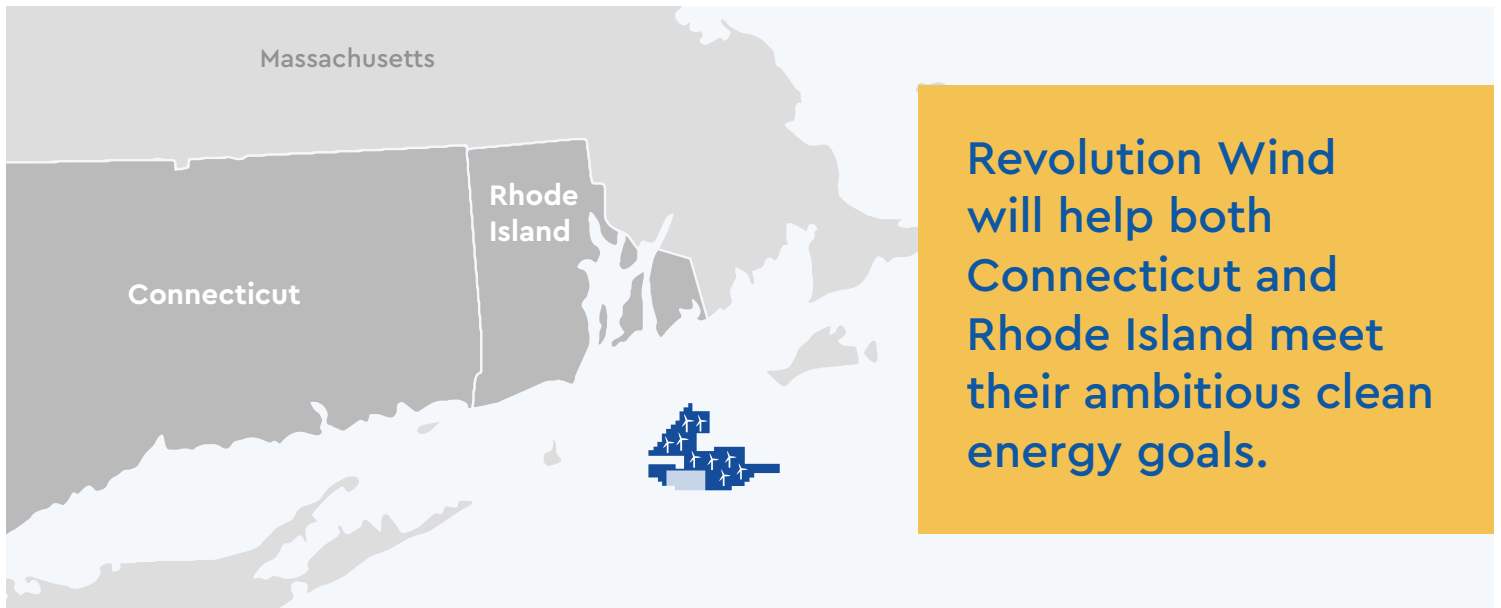 Massachusetts
Rhode
Island
Connecticut
Revolution Wind
will help both
Connecticut and
Rhode Island meet
their ambitious clean
energy goals.